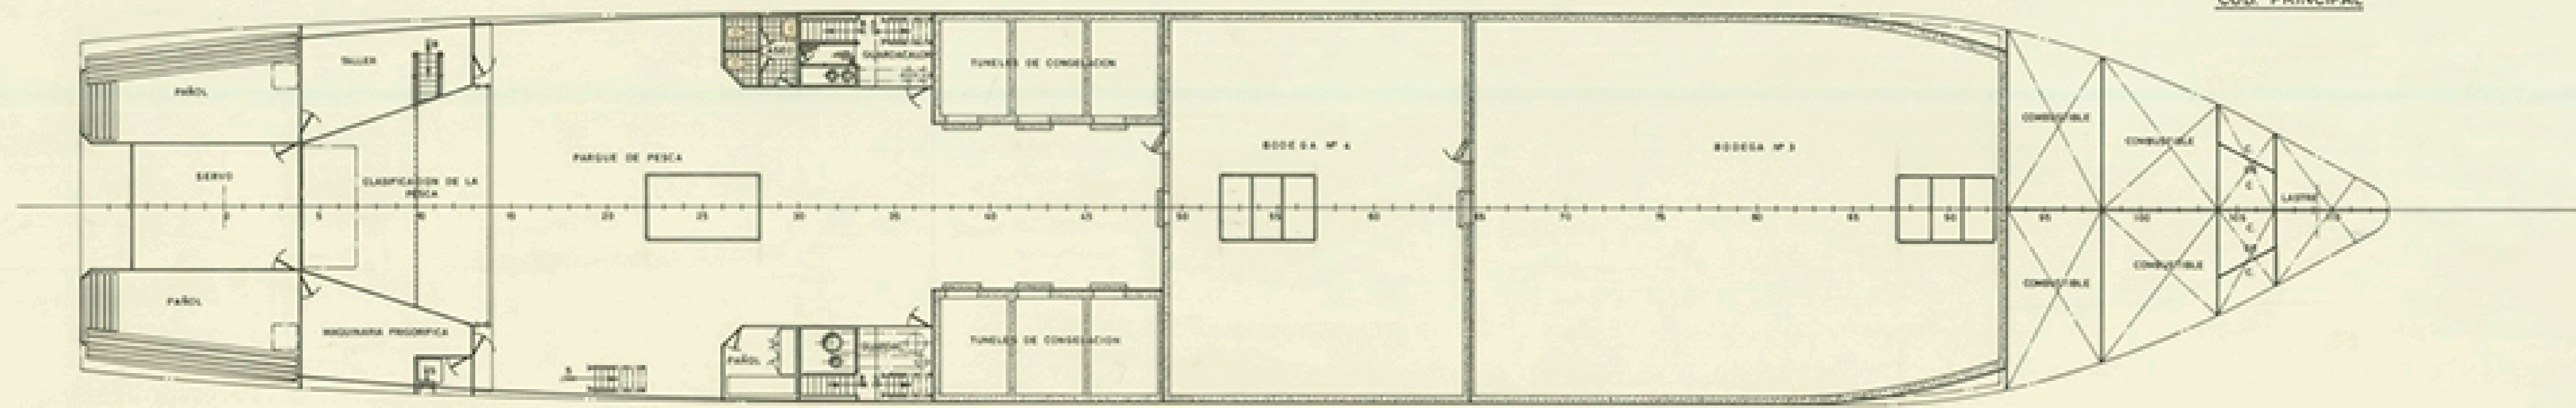 CUB. PRINCIPAL
TALLER
PAÑOL
ASEO
GUARDACALOR
TUNELES DE CONGELACION
SERVO
CLASIFICACION DE LA
PESCA
PARQUE DE PESCA
BODEGA Nº 4
BODEGA Nº 3
COMBUSTIBLE
COMBUSTIBLE
C.
C.
LASTRE
0 5 10 15 20 25 30 35 40 45 50 55 60 65 70 75 80 85 90 95 100 105 115
C.
C.
COMBUSTIBLE
COMBUSTIBLE
PAÑOL
MAQUINARIA FRIGORIFICA
PAÑOL
TUNELES DE CONGELACION